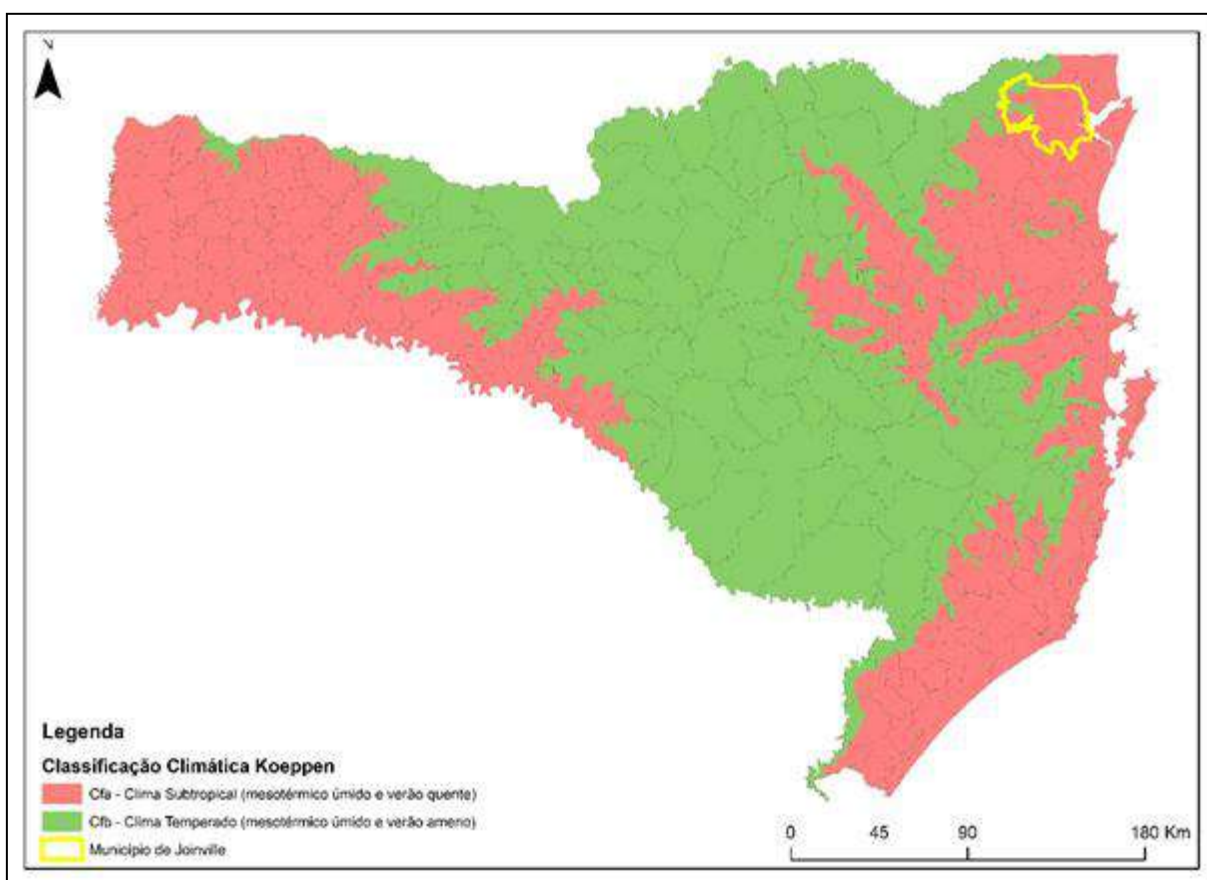 N
Legenda
Classificação Climática Koeppen
Cfa - Clima Subtropical (mesotérmico úmido e verão quente)
Cfb - Clima Temperado (mesotérmico úmido e verão ameno)
Município de Joinville
0 45 90 180 Km